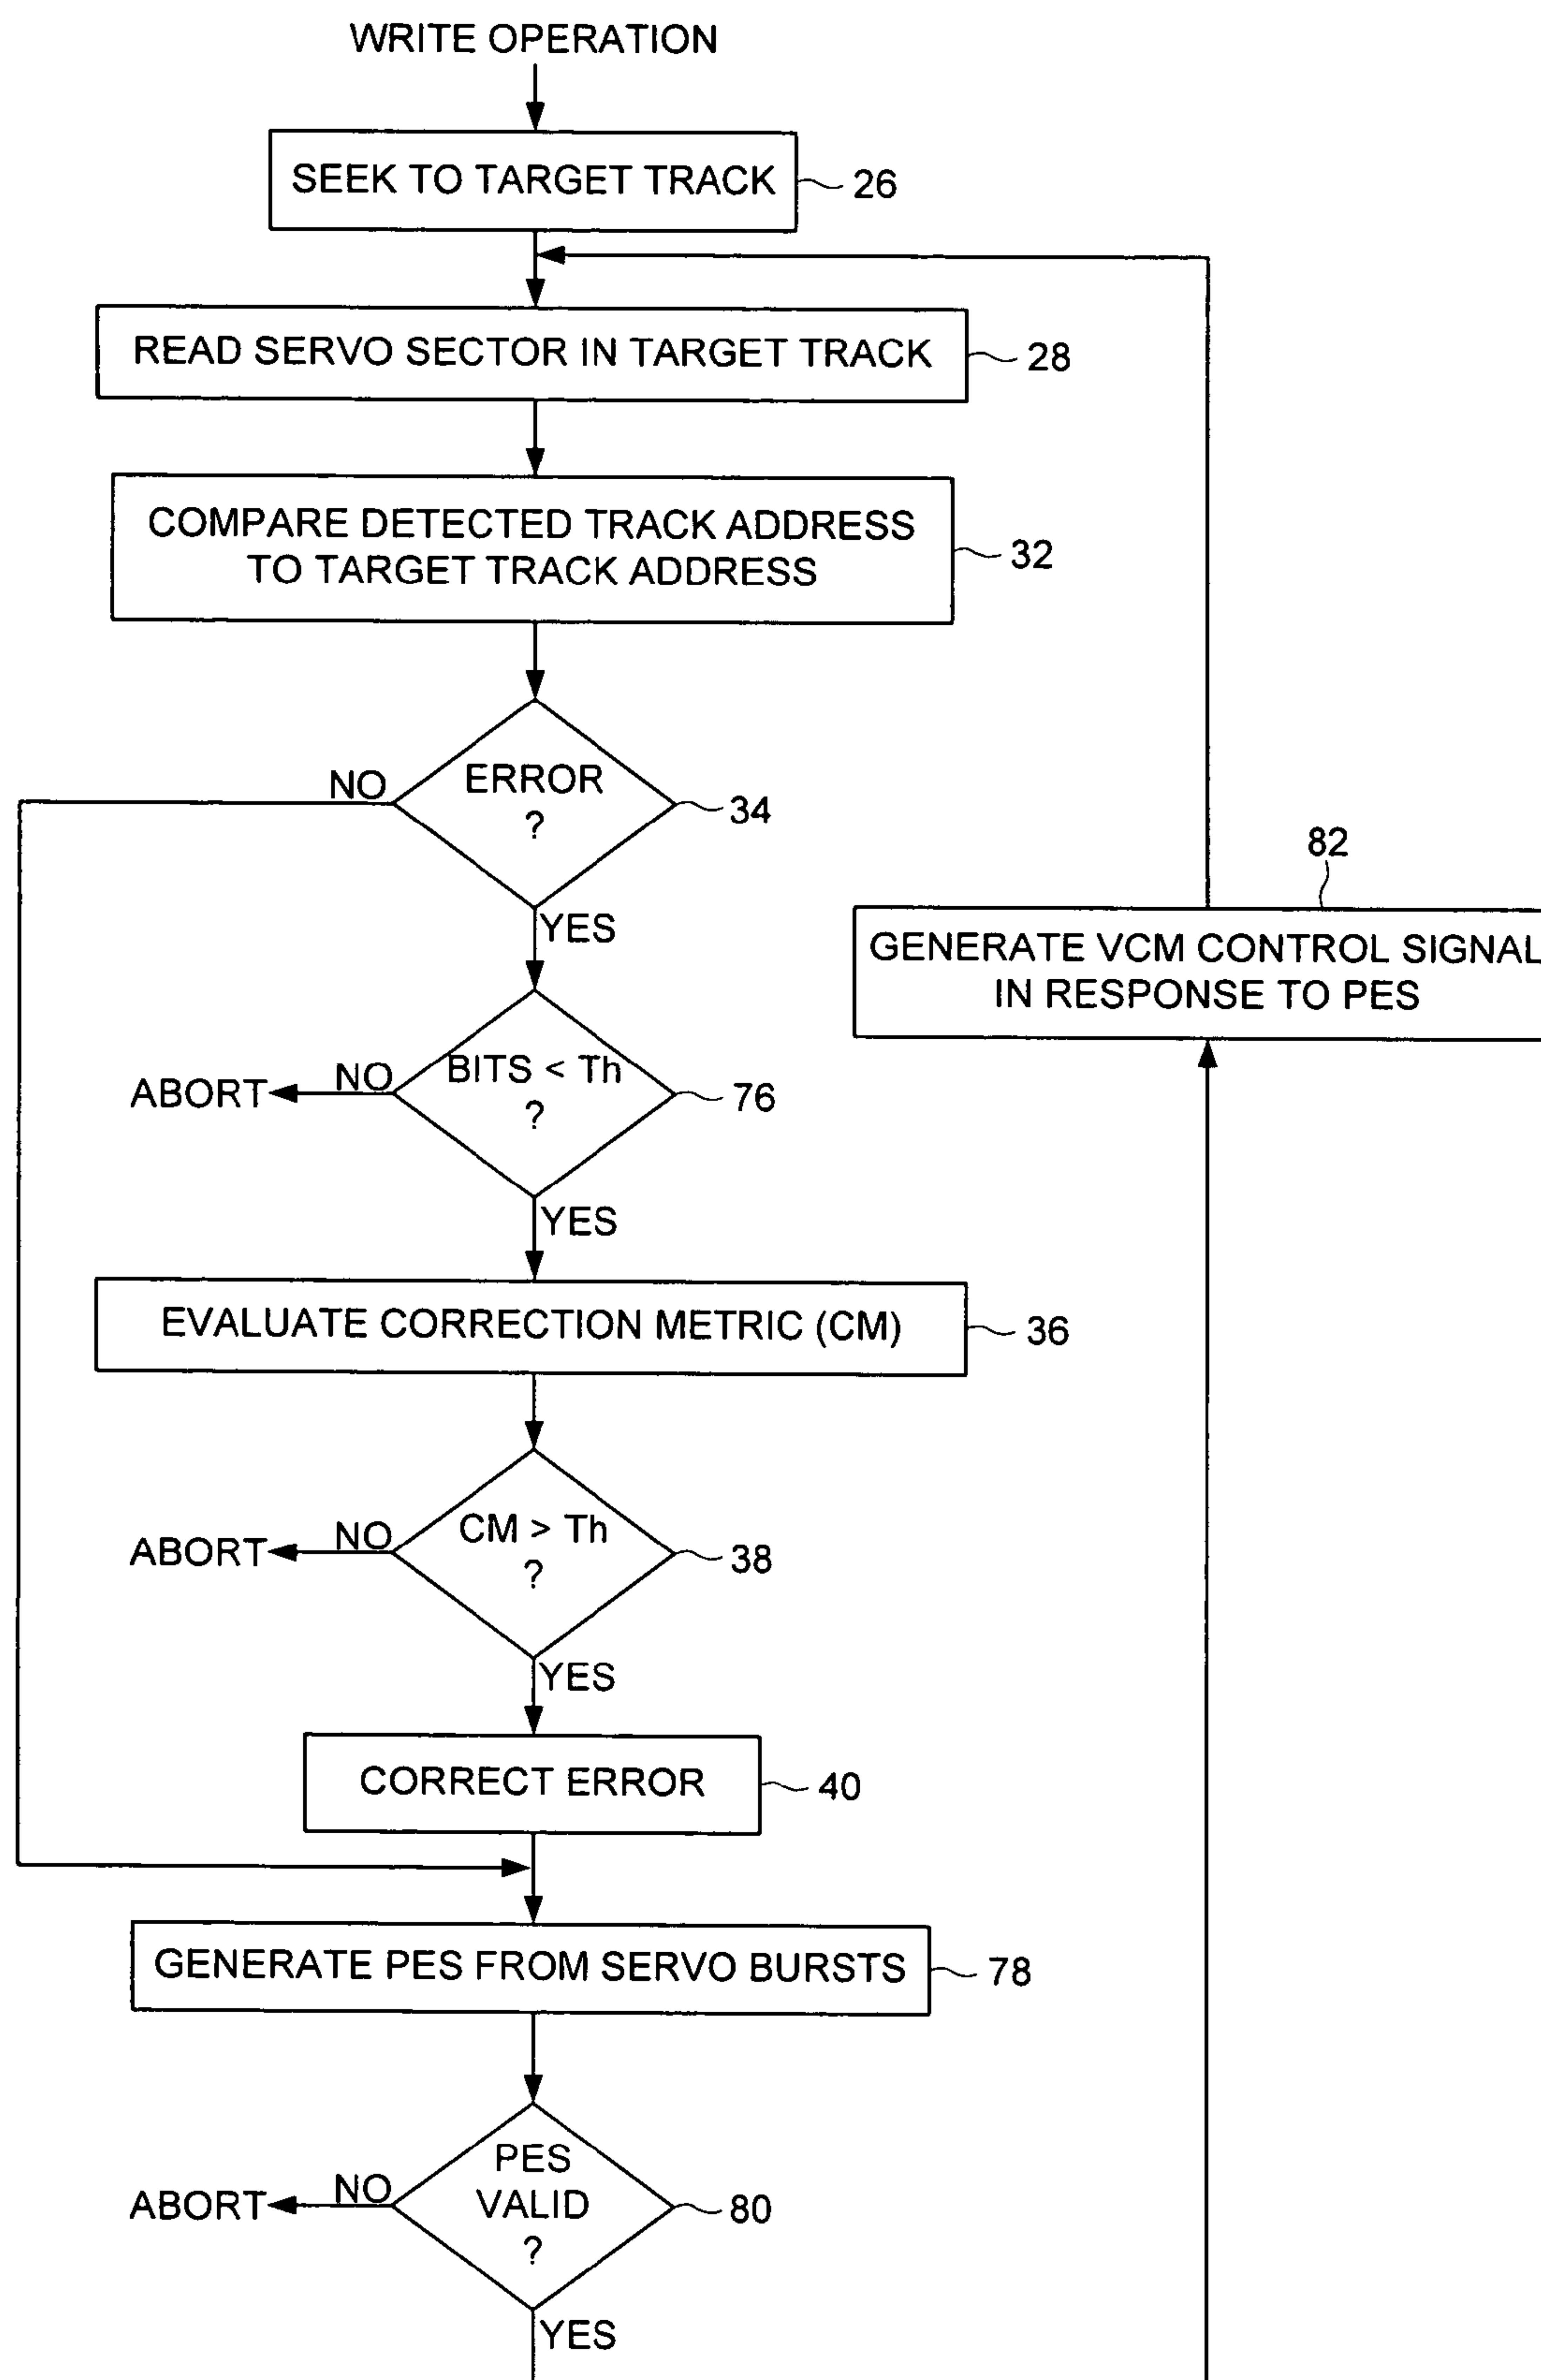 WRITE OPERATION
SEEK TO TARGET TRACK
26
READ SERVO SECTOR IN TARGET TRACK
28
COMPARE DETECTED TRACK ADDRESS
TO TARGET TRACK ADDRESS
32
NO
ERROR
?
34
YES
82
GENERATE VCM CONTROL SIGNAL
IN RESPONSE TO PES
ABORT
NO
BITS < Th
?
76
YES
EVALUATE CORRECTION METRIC (CM)
36
ABORT
NO
CM > Th
?
38
YES
CORRECT ERROR
40
GENERATE PES FROM SERVO BURSTS
78
ABORT
NO
PES
VALID
?
80
YES